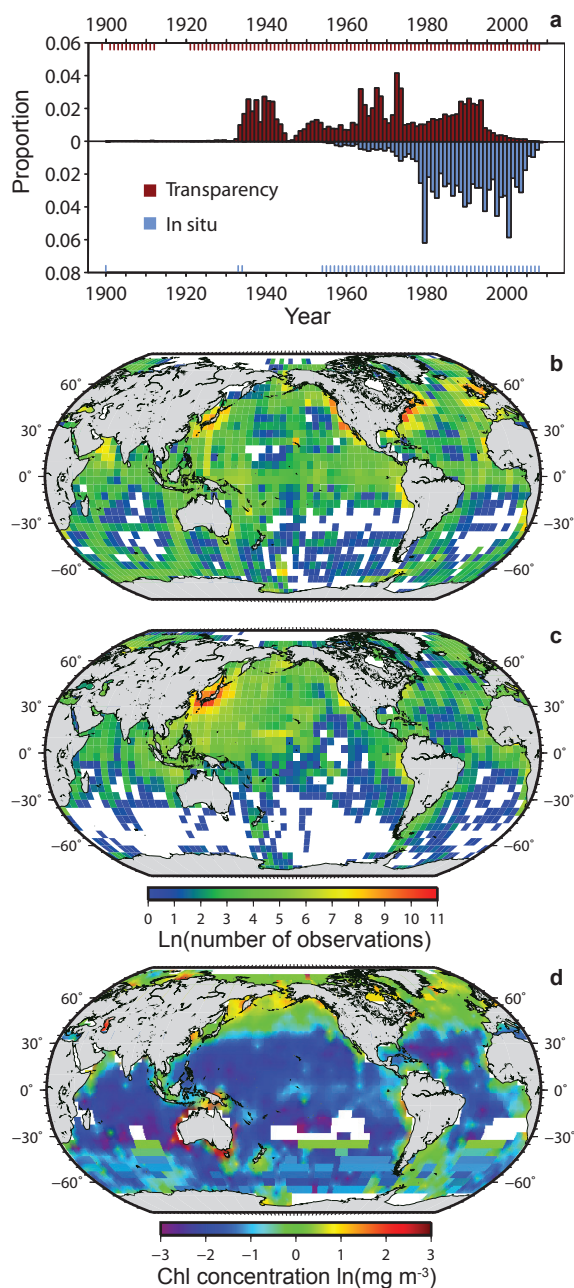 1900 1920 1940 1960 1980 2000 a
0.06
0.04
0.02
0
0.02
0.04
0.06
0.08
Proportion
Transparency
In situ
1900 1920 1940 1960 1980 2000
Year
b
60° 60°
30° 30°
0° 0°
−30° −30°
−60° −60°
c
60° 60°
30° 30°
0° 0°
−30° −30°
−60° −60°
0 1 2 3 4 5 6 7 8 9 10 11
Ln(number of observations)
d
60° 60°
30° 30°
0° 0°
−30° −30°
−60° −60°
−3 −2 −1 0 1 2 3
Chl concentration ln(mg m⁻³)